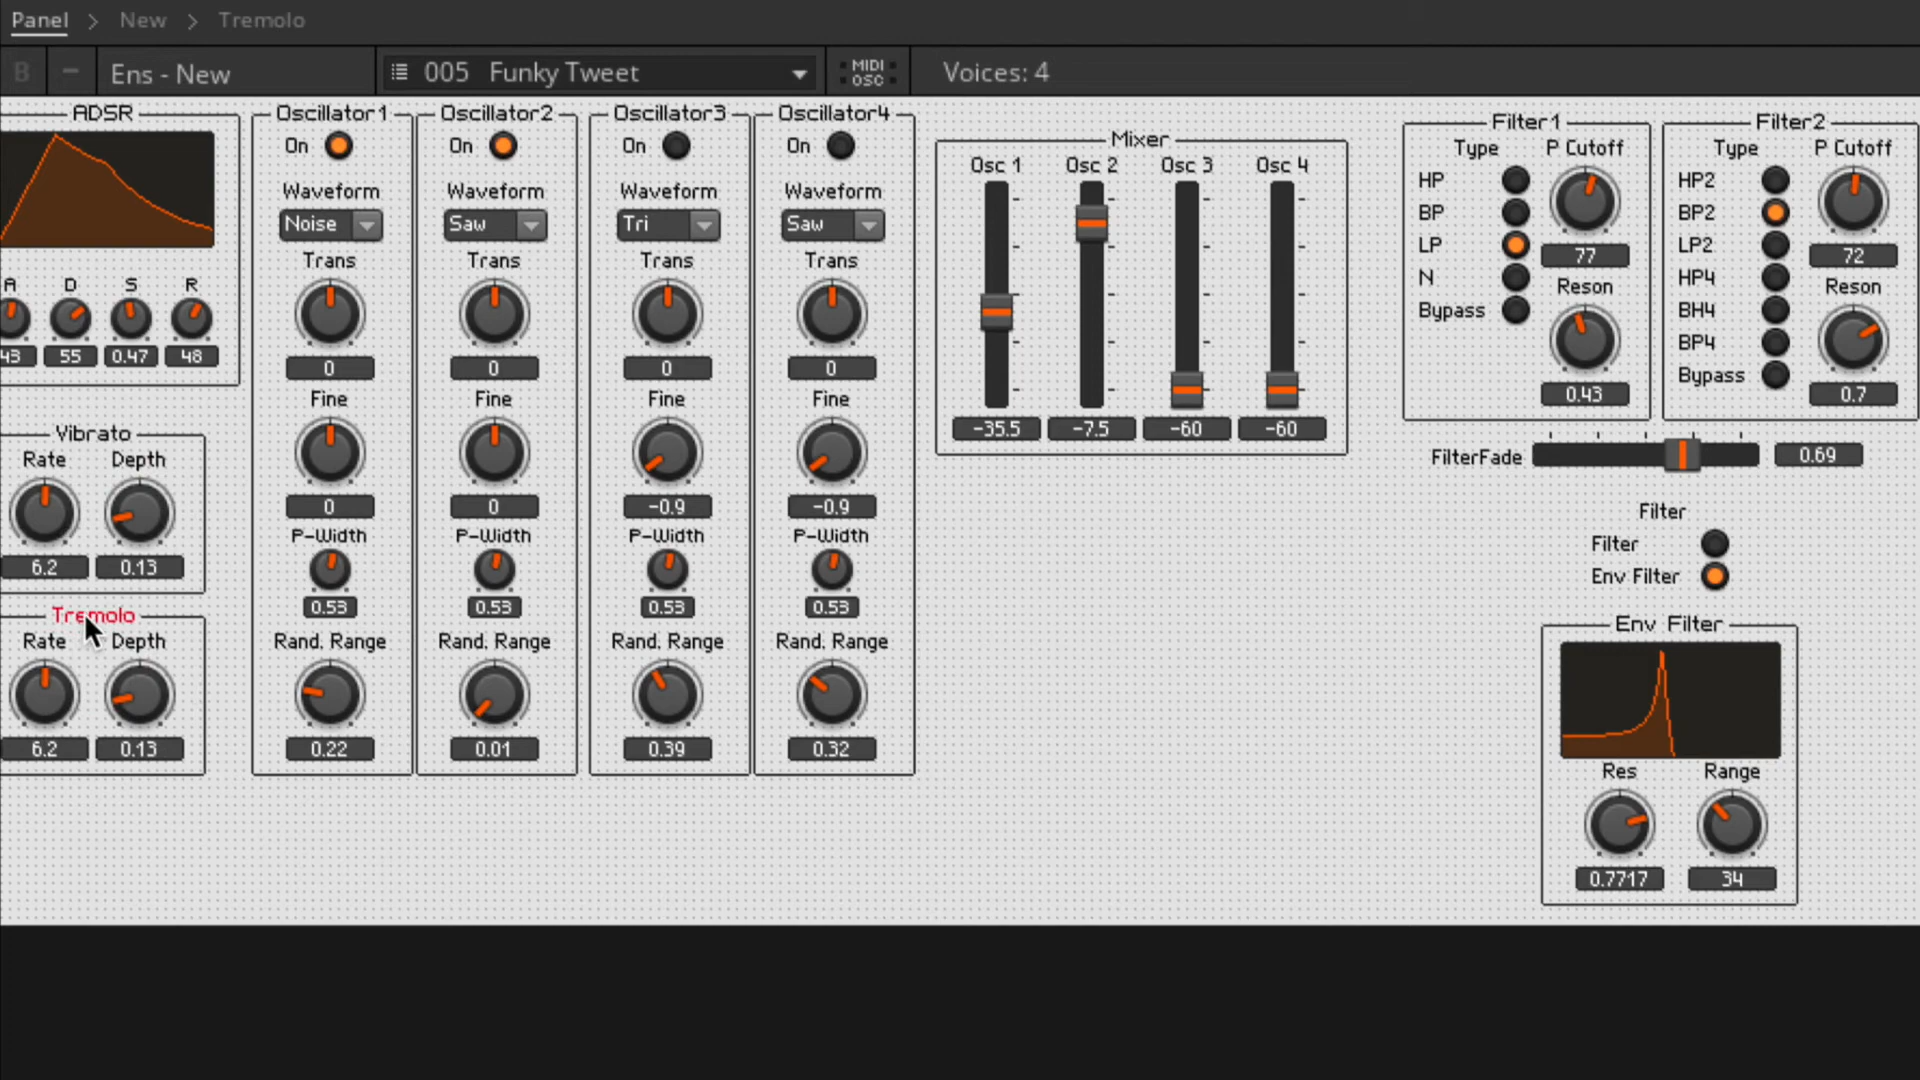 Panel > New > Tremolo
B - Ens - New 005 Funky Tweet MIDI OSC Voices: 4
ADSR
A D S R
43 55 0.47 48
Vibrato
Rate Depth
6.2 0.13
Tremolo
Rate Depth
6.2 0.13
Oscillator1
On
Waveform
Noise
Trans
0
Fine
0
P-Width
0.53
Rand. Range
0.22
Oscillator2
On
Waveform
Saw
Trans
0
Fine
0
P-Width
0.53
Rand. Range
0.01
Oscillator3
On
Waveform
Tri
Trans
0
Fine
-0.9
P-Width
0.53
Rand. Range
0.39
Oscillator4
On
Waveform
Saw
Trans
0
Fine
-0.9
P-Width
0.53
Rand. Range
0.32
Mixer
Osc 1 Osc 2 Osc 3 Osc 4
-35.5 -7.5 -60 -60
Filter1
Type P Cutoff
HP
BP
LP
77
N
Reson
Bypass
0.43
Filter2
Type P Cutoff
HP2
BP2
LP2
72
HP4
Reson
BH4
BP4
Bypass
0.7
FilterFade 0.69
Filter
Filter
Env Filter
Env Filter
Res Range
0.7717 34